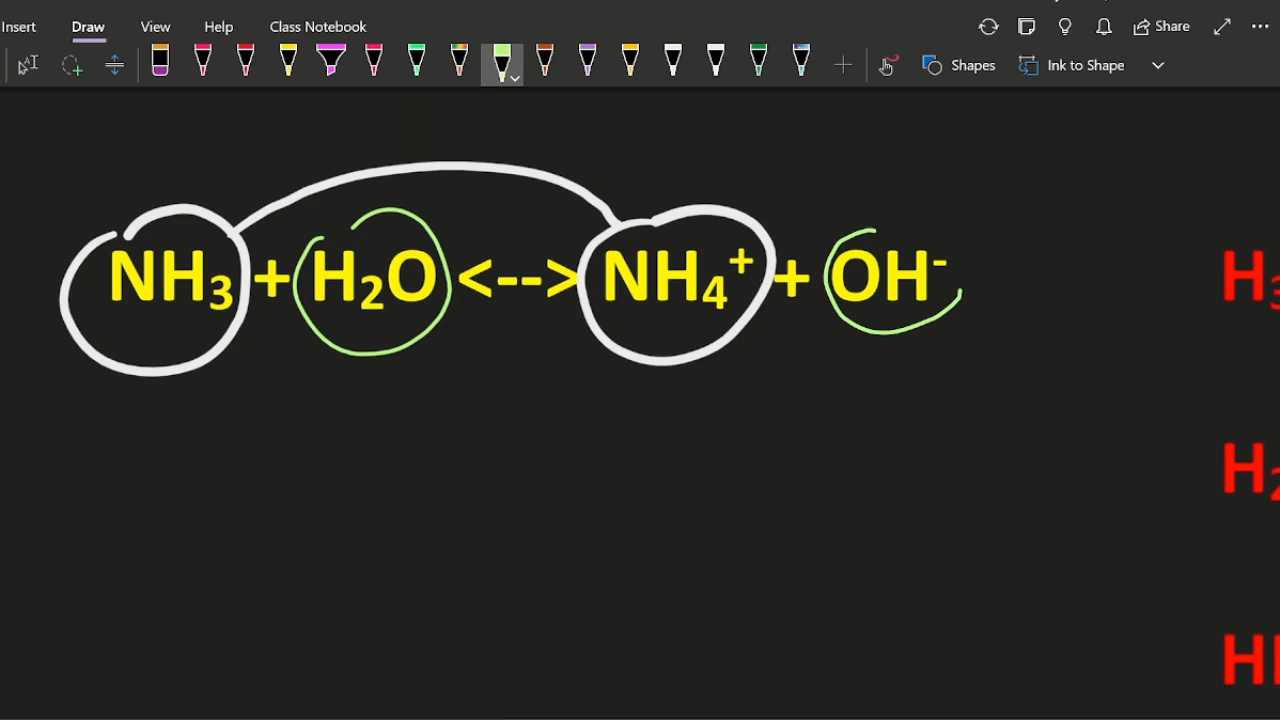 Insert Draw View Help Class Notebook Share
Shapes Ink to Shape
NH₃ + H₂O <--> NH₄⁺ + OH⁻